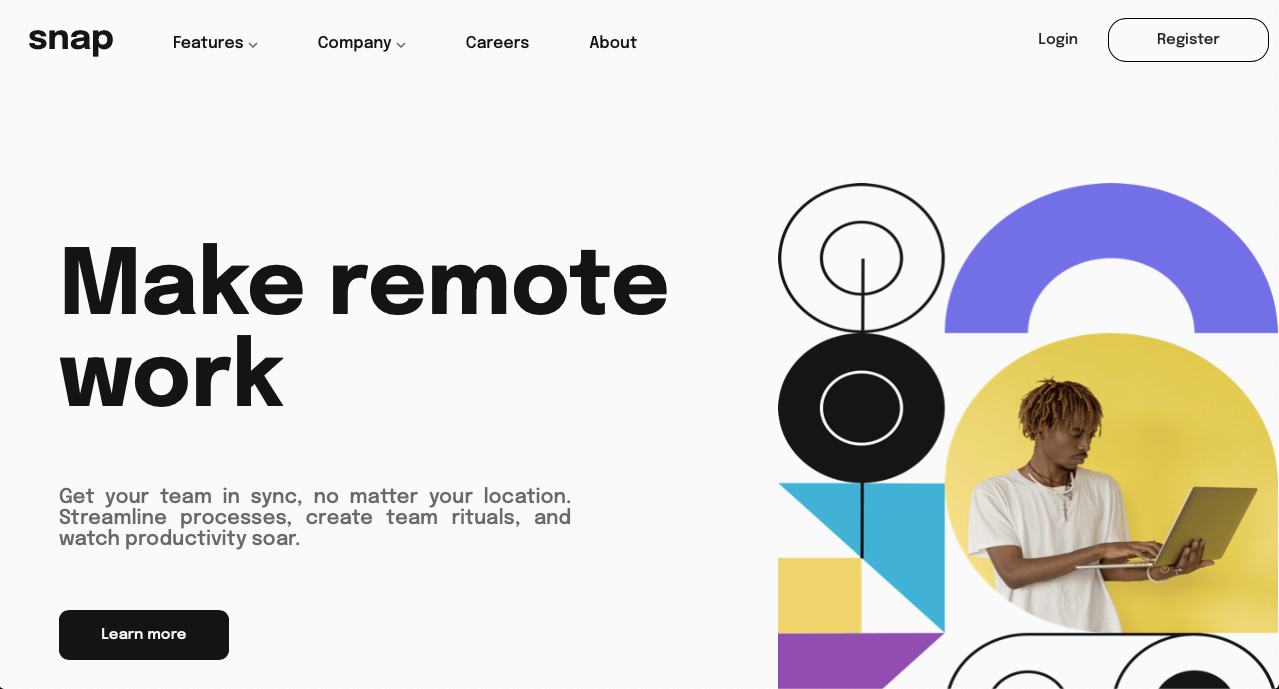 snap
Features
Company
Careers
About
Login
Register
Make remote
work
Get your team in sync, no matter your location.
Streamline processes, create team rituals, and
watch productivity soar.
Learn more